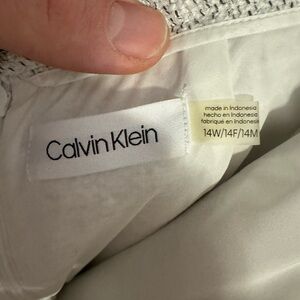 Calvin Klein
made in Indonesia
hecho en Indonesia
fabriqué en Indonésie
14W/14F/14M